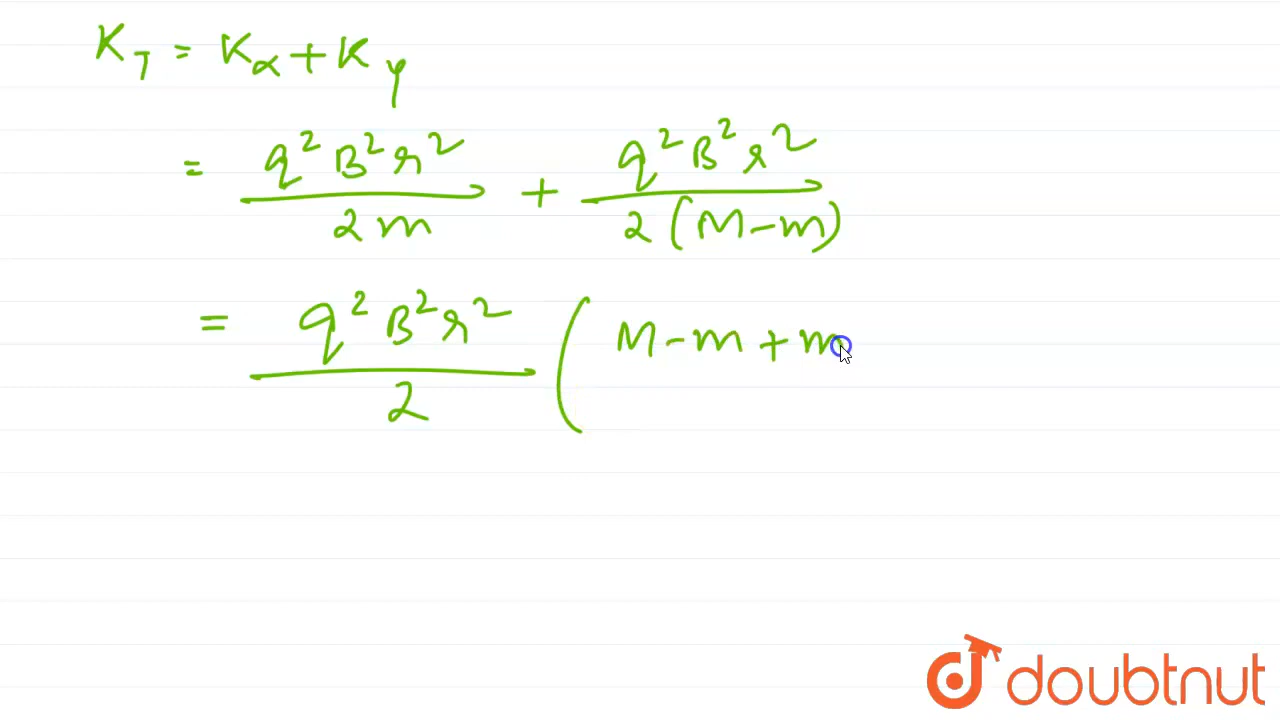 K_T = K_α + K_y
= q²B²r² / 2m + q²B²r² / 2(M-m)
= q²B²r² / 2 ( M-m+m
doubtnut